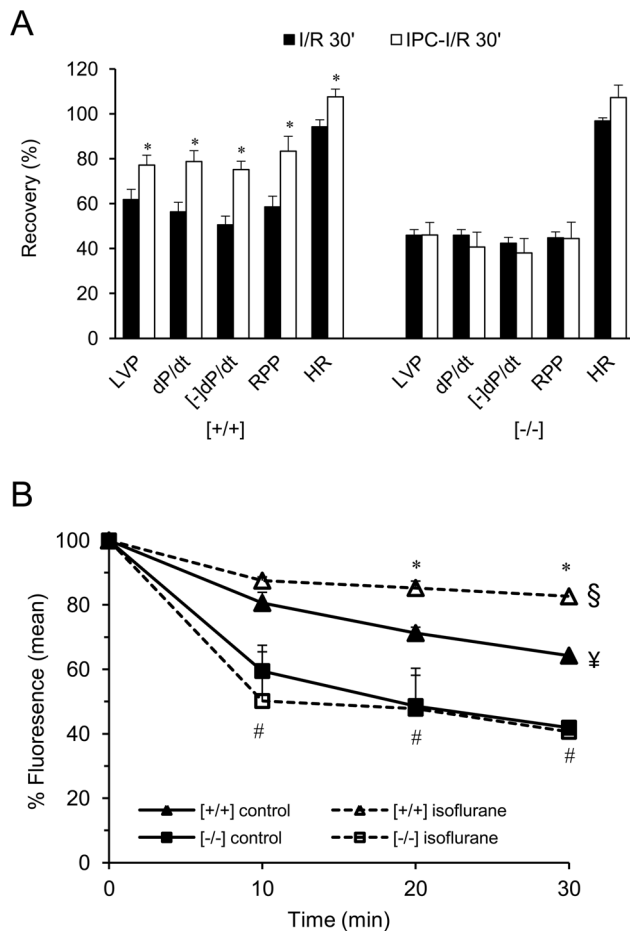 A
I/R 30' IPC-I/R 30'
Recovery (%)
120
100
80
60
40
20
0
* * * * *
LVP dP/dt [-]dP/dt RPP HR LVP dP/dt [-]dP/dt RPP HR
[+/+] [-/-]
B
% Fluoresence (mean)
100
80
60
40
20
0
* *
§
¥
# # #
[+/+] control [+/+] isoflurane
[-/-] control [-/-] isoflurane
0 10 20 30
Time (min)